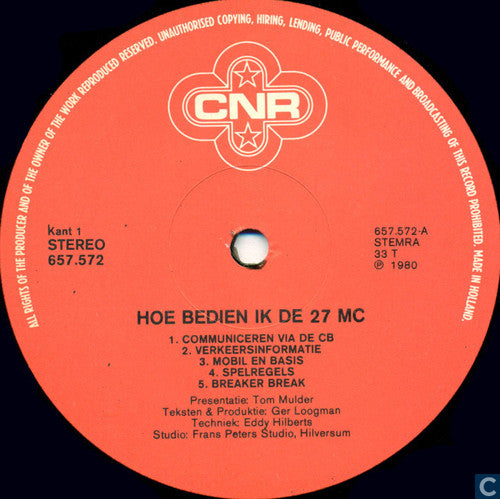 ALL RIGHTS OF THE PRODUCER AND OF THE OWNER OF THE WORK REPRODUCED RESERVED. UNAUTHORISED COPYING, HIRING, LENDING, PUBLIC PERFORMANCE AND BROADCASTING OF THIS RECORD PROHIBITED. MADE IN HOLLAND.
CNR
Kant 1
STEREO
657.572
657.572-A
STEMRA
33 T
℗ 1980
HOE BEDIEN IK DE 27 MC
1. COMMUNICEREN VIA DE CB
2. VERKEERSINFORMATIE
3. MOBIL EN BASIS
4. SPELREGELS
5. BREAKER BREAK
Presentatie: Tom Mulder
Teksten & Produktie: Ger Loogman
Techniek: Eddy Hilberts
Studio: Frans Peters Studio, Hilversum
C